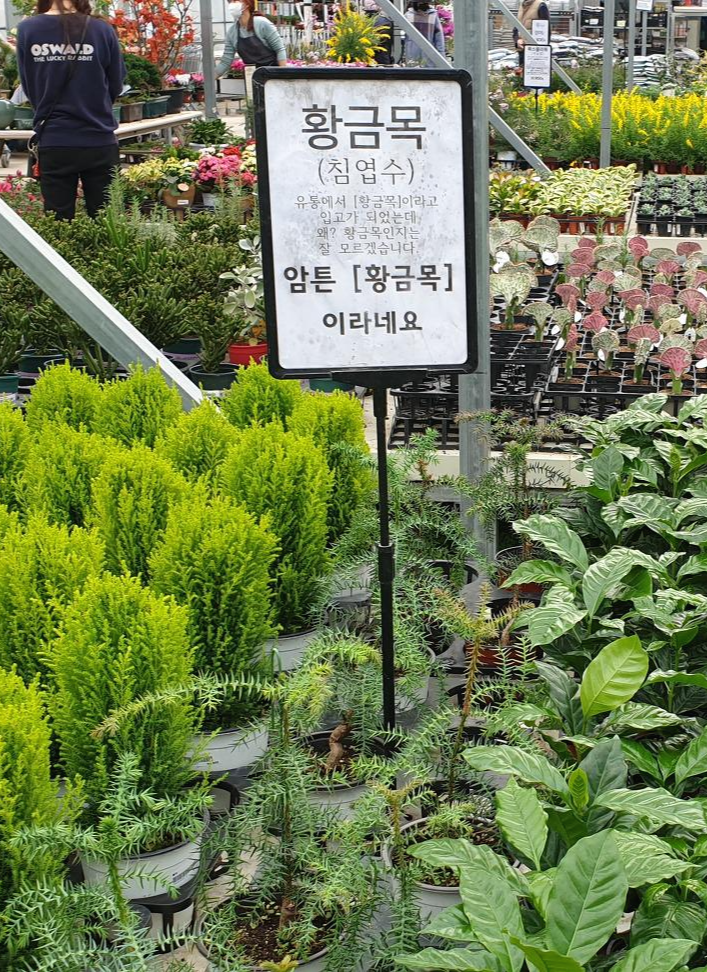 OSWALD
THE LUCKY RABBIT
황금목
(침엽수)
유통에서 [황금목]이라고
입고가 되었는데
왜? 황금목인지는
잘 모르겠습니다.
암튼 [황금목]
이라네요